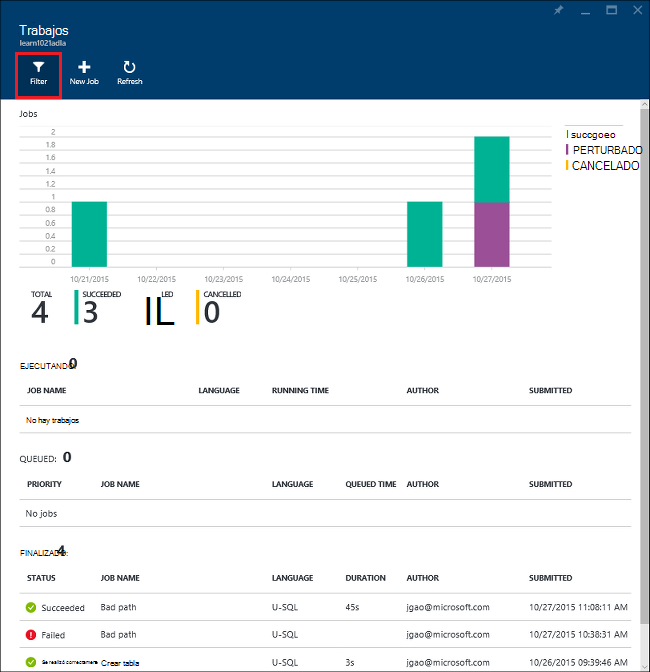 Trabajos
learn1021adla
Filter New Job Refresh
Jobs
succgoeo
PERTURBADO
CANCELADO
2
1.8
1.6
1.4
1.2
1
0.8
0.6
0.4
0.2
0
10/21/2015 10/22/2015 10/23/2015 10/24/2015 10/25/2015 10/26/2015 10/27/2015
TOTAL SUCCEEDED LED CANCELLED
4 3 IL 0
EJECUTANDO: 0
JOB NAME LANGUAGE RUNNING TIME AUTHOR SUBMITTED
No hay trabajos
QUEUED: 0
PRIORITY JOB NAME LANGUAGE QUEUED TIME AUTHOR SUBMITTED
No jobs
FINALIZADO: 4
STATUS JOB NAME LANGUAGE DURATION AUTHOR SUBMITTED
Succeeded Bad path U-SQL 45s jgao@microsoft.com 10/27/2015 11:08:11 AM
Failed Bad path U-SQL jgao@microsoft.com 10/27/2015 10:38:31 AM
Se realizó correctamente Crear tabla U-SQL 3s jgao@microsoft.com 10/26/2015 09:39:46 AM